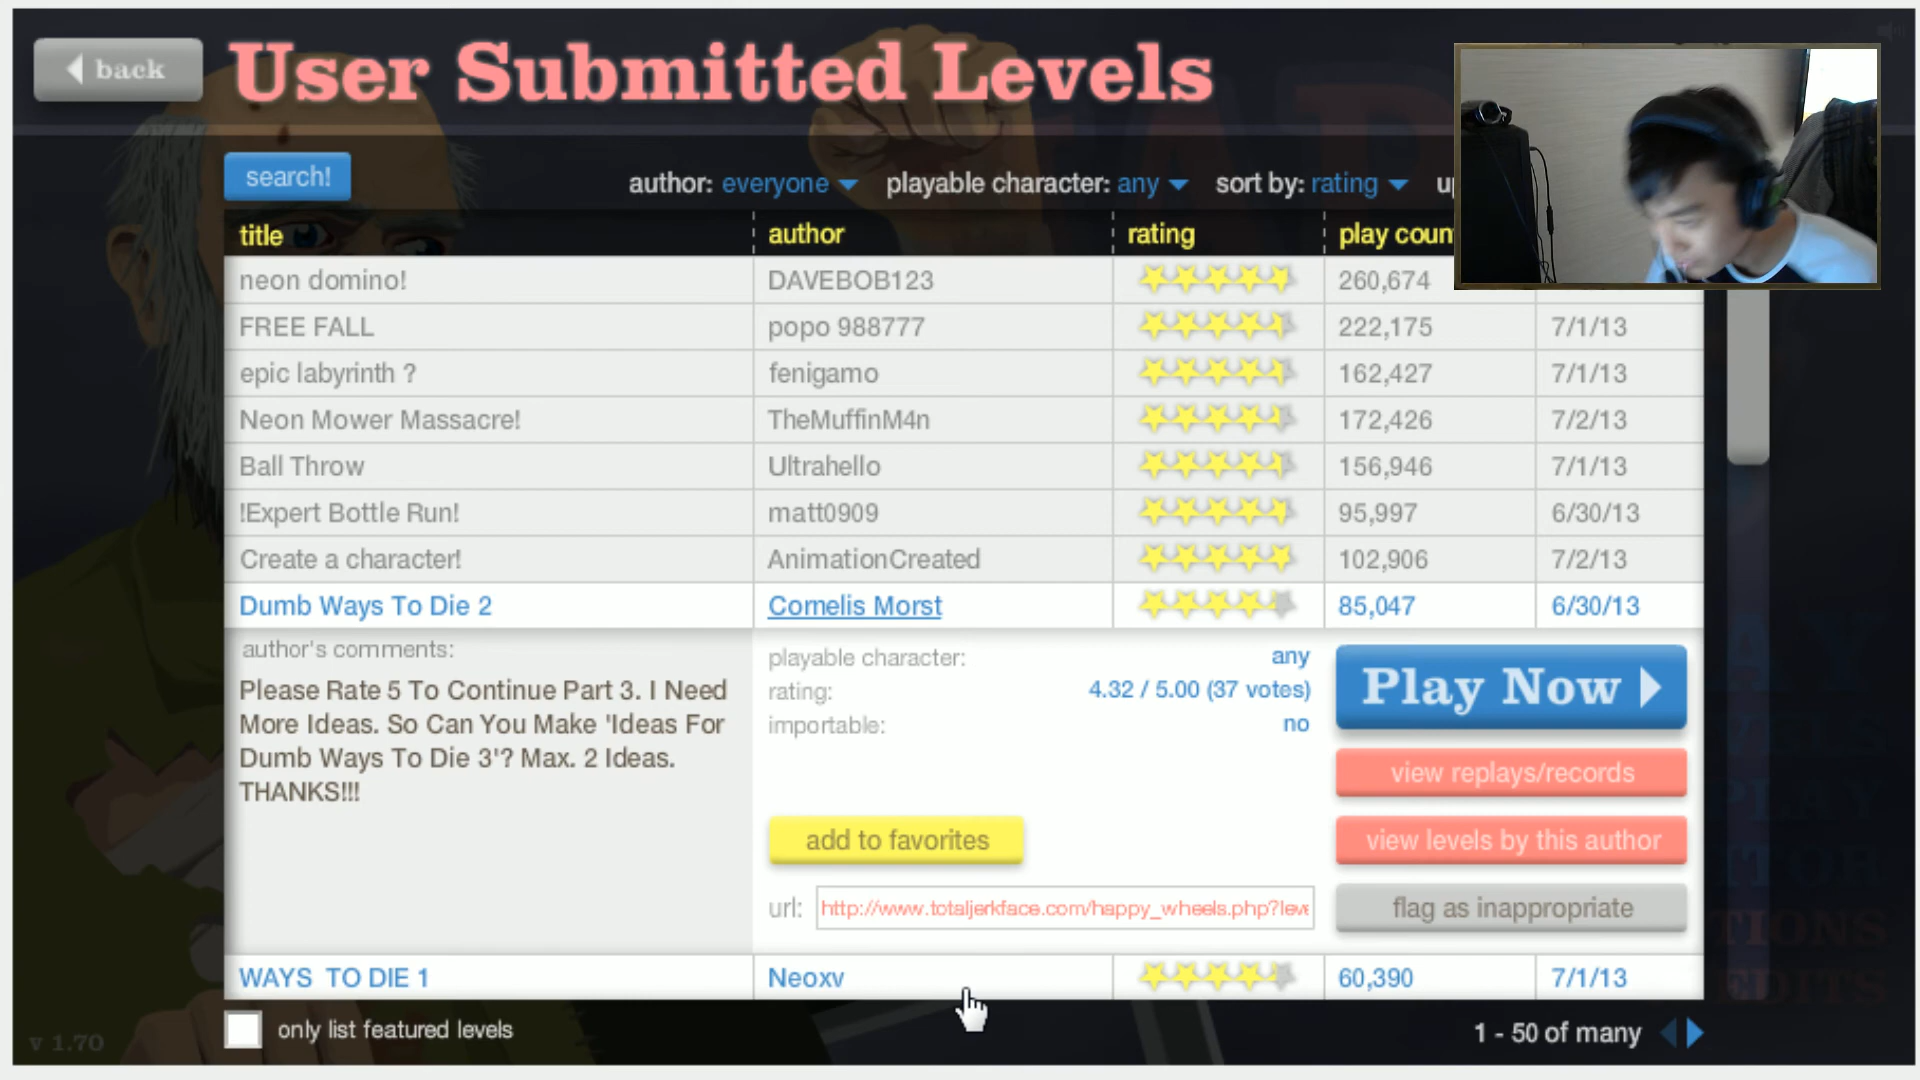 back
User Submitted Levels
search!
author: everyone playable character: any sort by: rating
title author rating play coun
neon domino! DAVEBOB123 260,674
FREE FALL popo 988777 222,175 7/1/13
epic labyrinth ? fenigamo 162,427 7/1/13
Neon Mower Massacre! TheMuffinM4n 172,426 7/2/13
Ball Throw Ultrahello 156,946 7/1/13
!Expert Bottle Run! matt0909 95,997 6/30/13
Create a character! AnimationCreated 102,906 7/2/13
Dumb Ways To Die 2 Cornelis Morst 85,047 6/30/13
author's comments:
Please Rate 5 To Continue Part 3. I Need
More Ideas. So Can You Make 'Ideas For
Dumb Ways To Die 3'? Max. 2 Ideas.
THANKS!!!
playable character: any
rating: 4.32 / 5.00 (37 votes)
importable: no
add to favorites
url: http://www.totaljerkface.com/happy_wheels.php?leve
Play Now
view replays/records
view levels by this author
flag as inappropriate
WAYS TO DIE 1 Neoxv 60,390 7/1/13
only list featured levels
1 - 50 of many
v 1.70